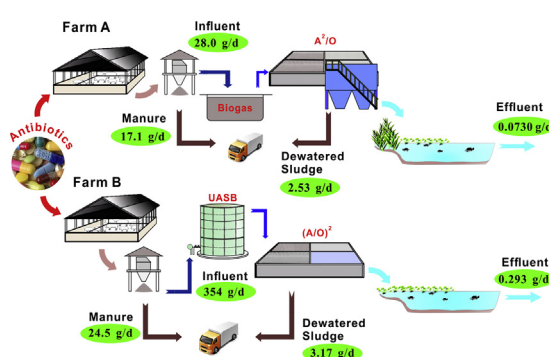 Farm A
Influent
28.0 g/d
A²/O
Biogas
Manure
17.1 g/d
Dewatered
Sludge
2.53 g/d
Effluent
0.0730 g/d
Antibiotics
Farm B
UASB
(A/O)²
Influent
354 g/d
Manure
24.5 g/d
Dewatered
Sludge
3.17 g/d
Effluent
0.293 g/d